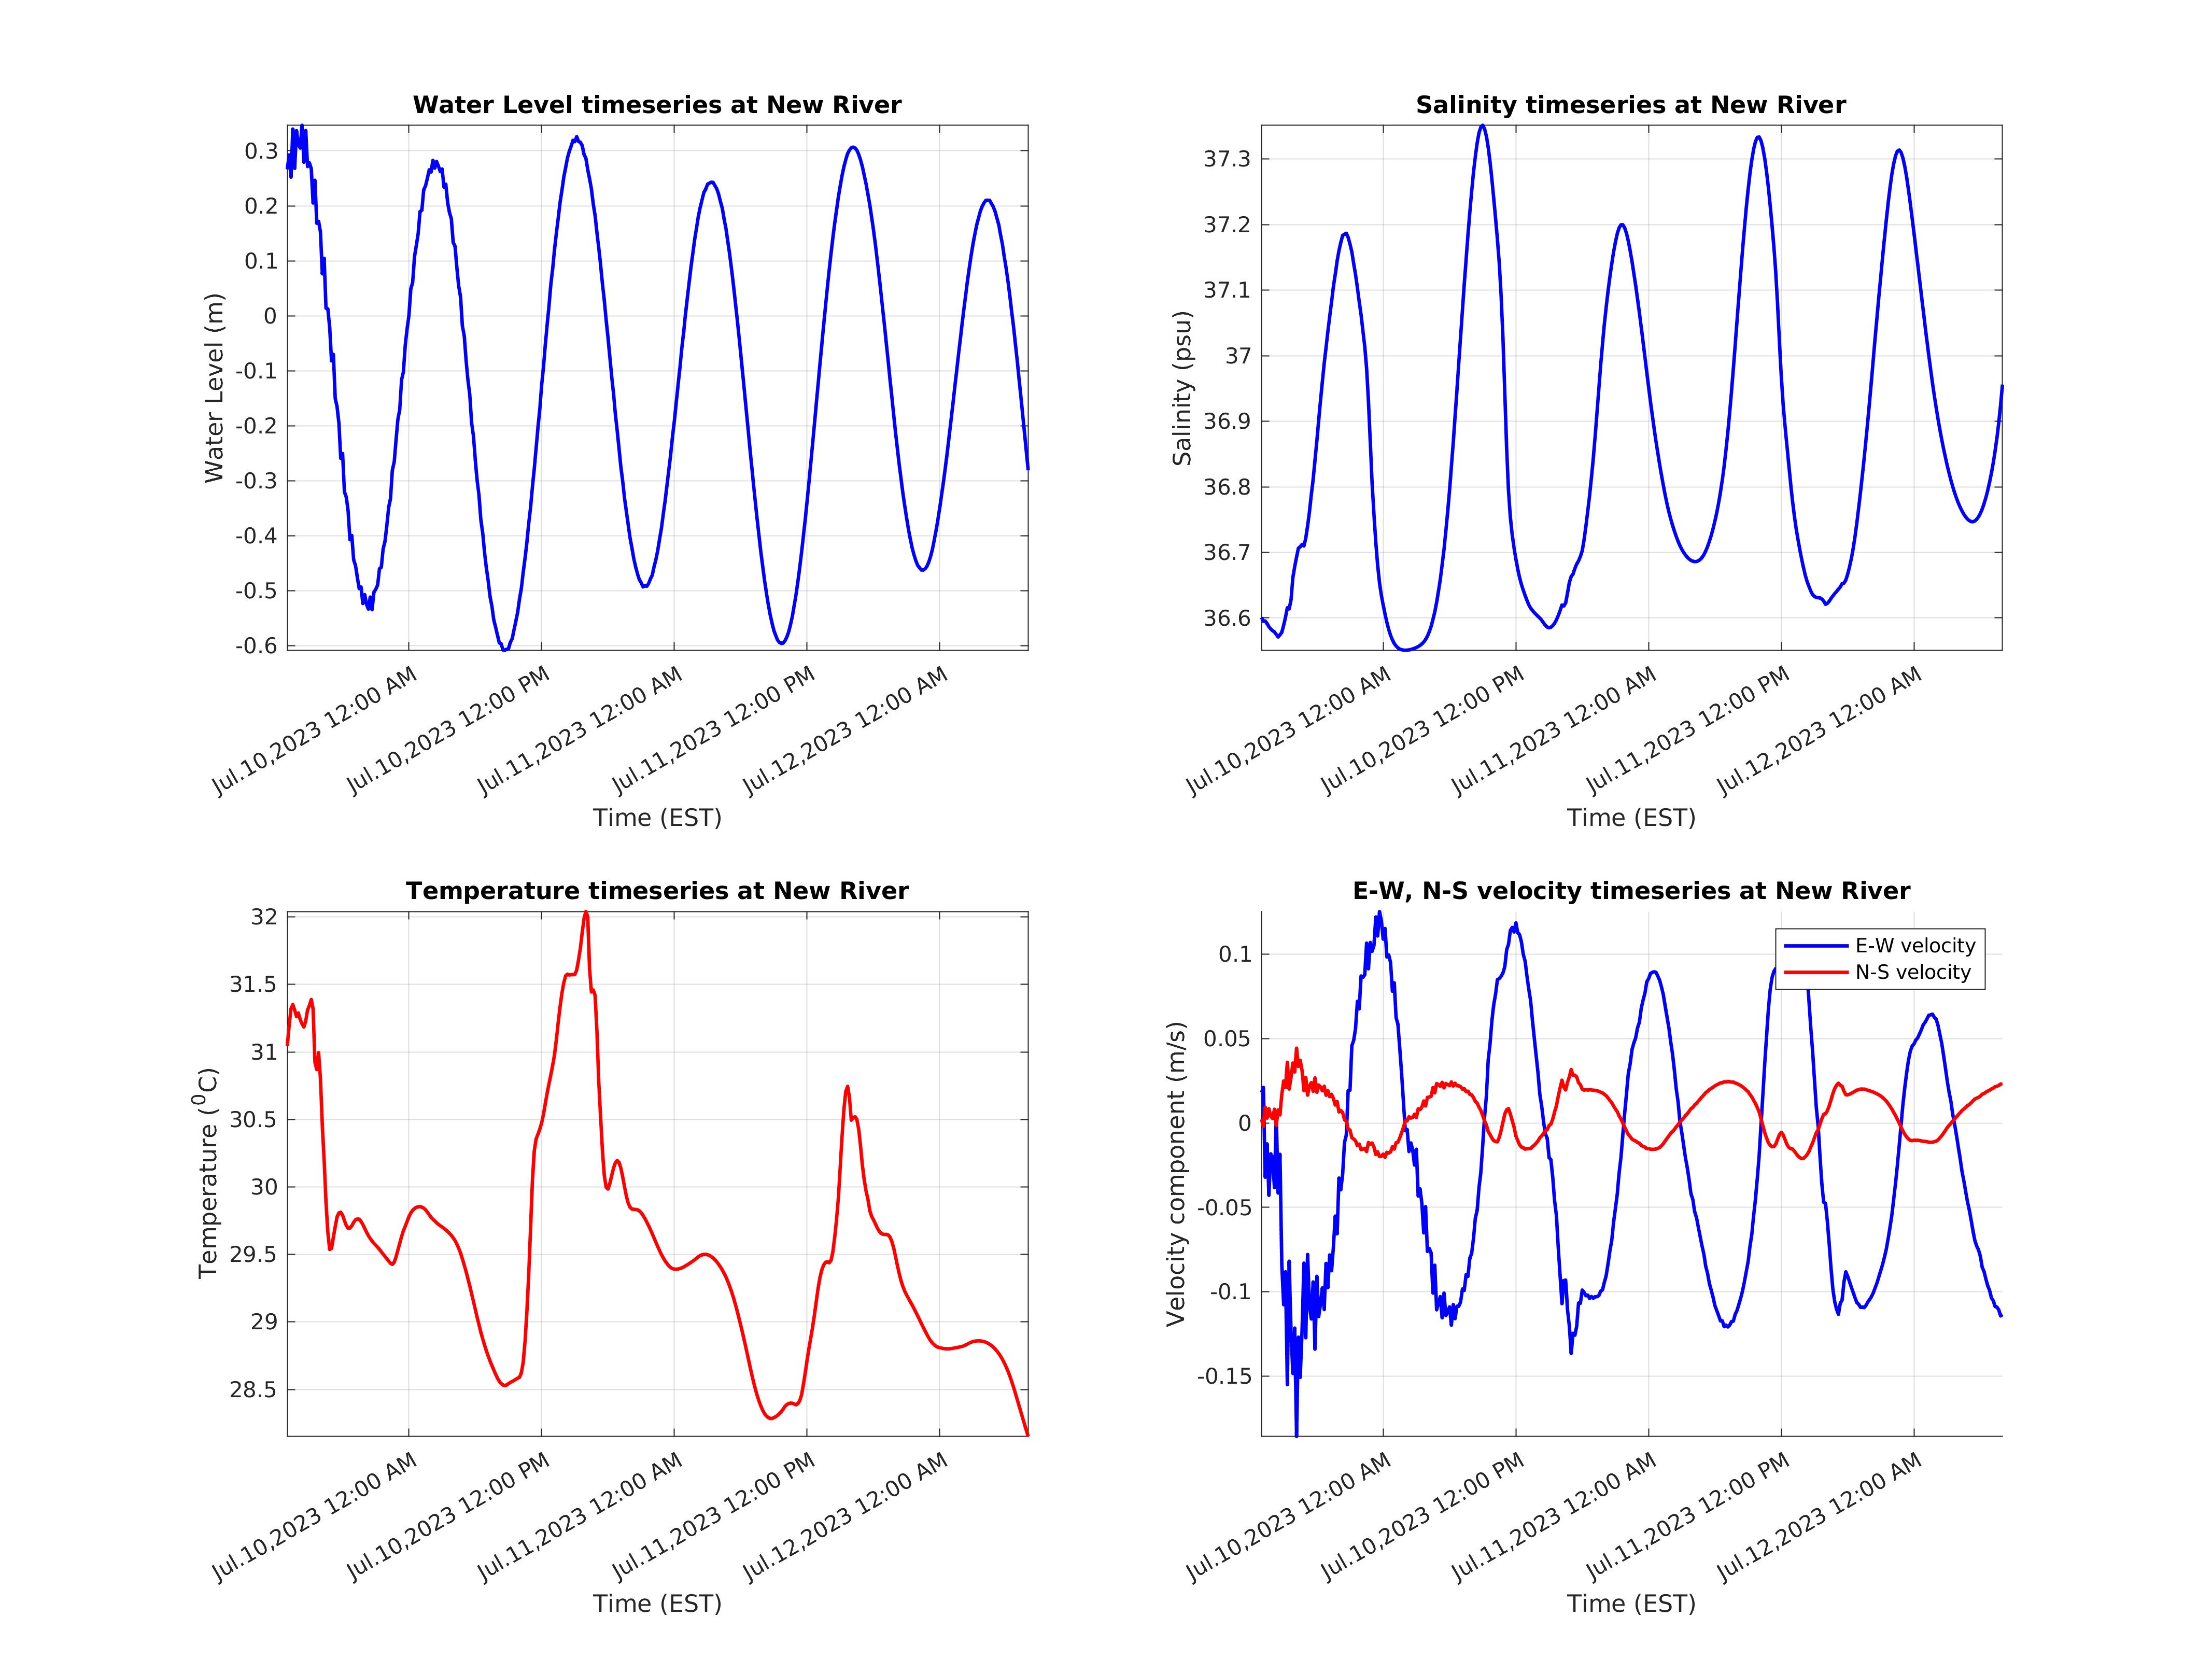 Water Level timeseries at New River
0.3
0.2
0.1
0
-0.1
-0.2
-0.3
-0.4
-0.5
-0.6
Water Level (m)
Jul.10,2023 12:00 AM
Jul.10,2023 12:00 PM
Jul.11,2023 12:00 AM
Jul.11,2023 12:00 PM
Jul.12,2023 12:00 AM
Time (EST)
Salinity timeseries at New River
37.3
37.2
37.1
37
36.9
36.8
36.7
36.6
Salinity (psu)
Jul.10,2023 12:00 AM
Jul.10,2023 12:00 PM
Jul.11,2023 12:00 AM
Jul.11,2023 12:00 PM
Jul.12,2023 12:00 AM
Time (EST)
Temperature timeseries at New River
32
31.5
31
30.5
30
29.5
29
28.5
Temperature (⁰C)
Jul.10,2023 12:00 AM
Jul.10,2023 12:00 PM
Jul.11,2023 12:00 AM
Jul.11,2023 12:00 PM
Jul.12,2023 12:00 AM
Time (EST)
E-W, N-S velocity timeseries at New River
E-W velocity
N-S velocity
0.1
0.05
0
-0.05
-0.1
-0.15
Velocity component (m/s)
Jul.10,2023 12:00 AM
Jul.10,2023 12:00 PM
Jul.11,2023 12:00 AM
Jul.11,2023 12:00 PM
Jul.12,2023 12:00 AM
Time (EST)